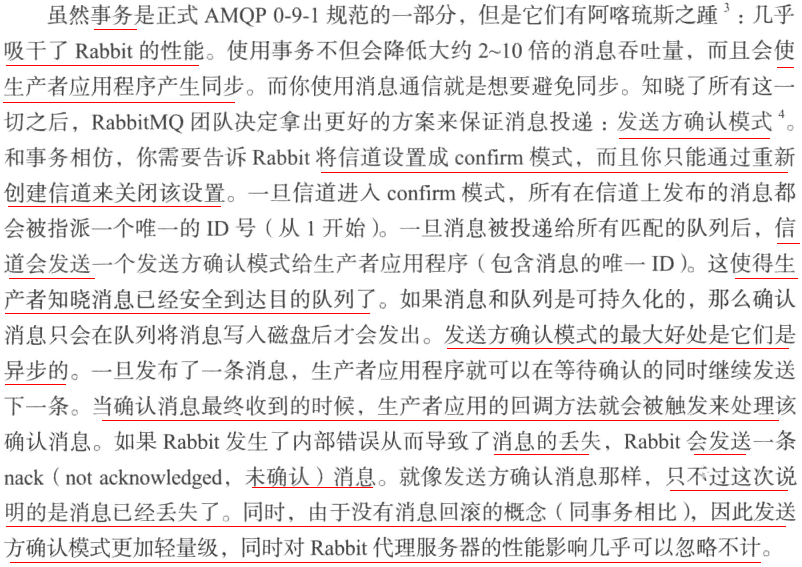 虽然事务是正式 AMQP 0-9-1 规范的一部分，但是它们有阿喀琉斯之踵 3：几乎
吸干了 Rabbit 的性能。使用事务不但会降低大约 2~10 倍的消息吞吐量，而且会使
生产者应用程序产生同步。而你使用消息通信就是想要避免同步。知晓了所有这一
切之后，RabbitMQ 团队决定拿出更好的方案来保证消息投递：发送方确认模式 4。
和事务相仿，你需要告诉 Rabbit 将信道设置成 confirm 模式，而且你只能通过重新
创建信道来关闭该设置。一旦信道进入 confirm 模式，所有在信道上发布的消息都
会被指派一个唯一的 ID 号（从 1 开始）。一旦消息被投递给所有匹配的队列后，信
道会发送一个发送方确认模式给生产者应用程序（包含消息的唯一 ID）。这使得生
产者知晓消息已经安全到达目的队列了。如果消息和队列是可持久化的，那么确认
消息只会在队列将消息写入磁盘后才会发出。发送方确认模式的最大好处是它们是
异步的。一旦发布了一条消息，生产者应用程序就可以在等待确认的同时继续发送
下一条。当确认消息最终收到的时候，生产者应用的回调方法就会被触发来处理该
确认消息。如果 Rabbit 发生了内部错误从而导致了消息的丢失，Rabbit 会发送一条
nack（not acknowledged，未确认）消息。就像发送方确认消息那样，只不过这次说
明的是消息已经丢失了。同时，由于没有消息回滚的概念（同事务相比），因此发送
方确认模式更加轻量级，同时对 Rabbit 代理服务器的性能影响几乎可以忽略不计。